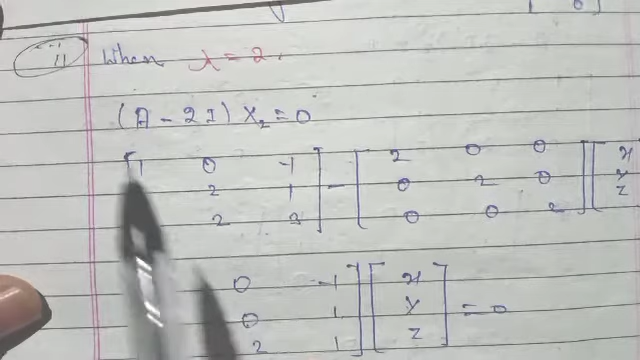 ii When λ = 2.
(A - 2I) X₂ = 0
[ 1 0 -1 ] - [ 2 0 0 ] [ x
2 1 0 2 0 y
2 3 0 0 2 z
0 -1 ] [ x ]
0 1 y = 0
2 1 z